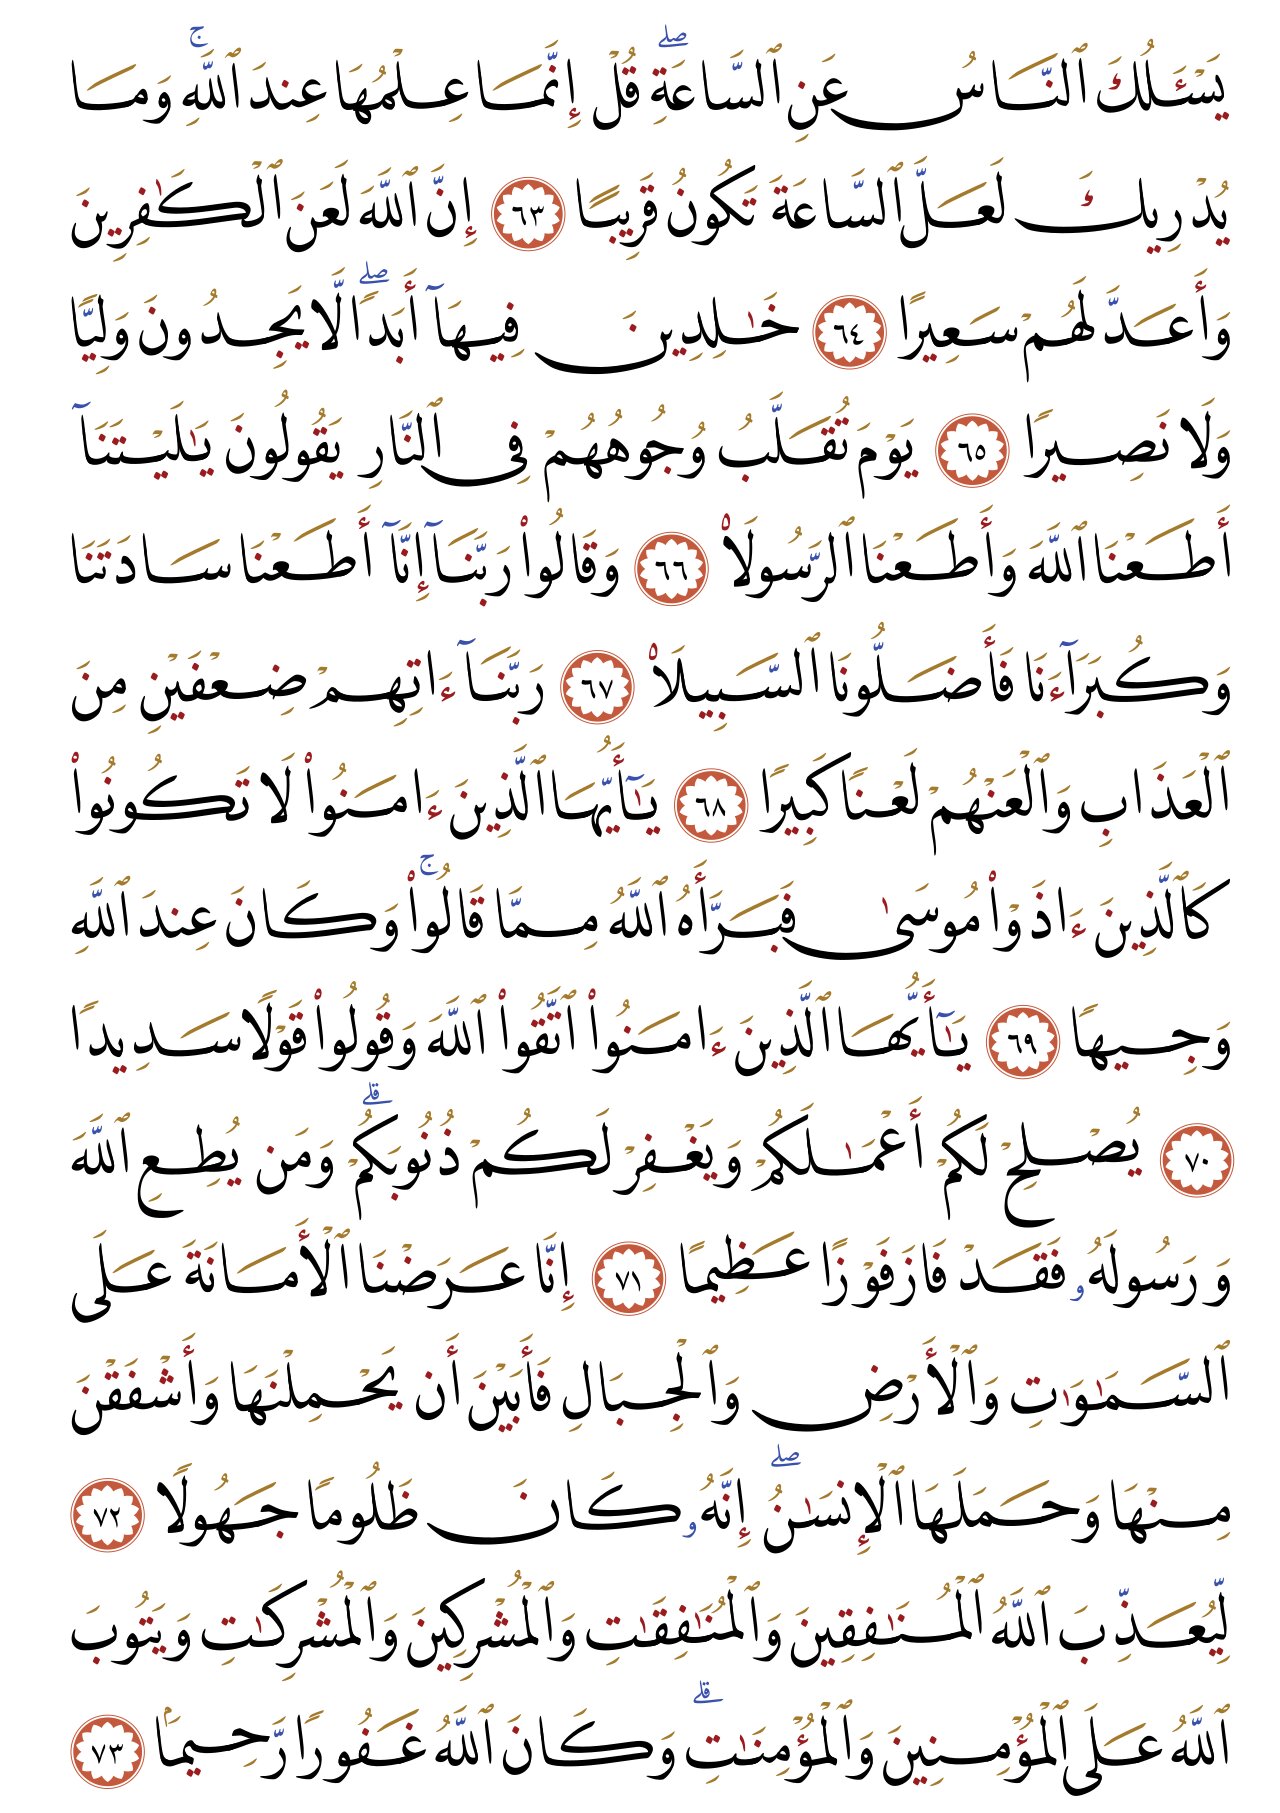 يَسْـَٔلُكَ ٱلنَّاسُ عَنِ ٱلسَّاعَةِ ۖ قُلْ إِنَّمَا عِلْمُهَا عِندَ ٱللَّهِ ۚ وَمَا
يُدْرِيكَ لَعَلَّ ٱلسَّاعَةَ تَكُونُ قَرِيبًا ٦٣ إِنَّ ٱللَّهَ لَعَنَ ٱلْكَٰفِرِينَ
وَأَعَدَّ لَهُمْ سَعِيرًا ٦٤ خَٰلِدِينَ فِيهَآ أَبَدًا ۖ لَّا يَجِدُونَ وَلِيًّا
وَلَا نَصِيرًا ٦٥ يَوْمَ تُقَلَّبُ وُجُوهُهُمْ فِى ٱلنَّارِ يَقُولُونَ يَٰلَيْتَنَآ
أَطَعْنَا ٱللَّهَ وَأَطَعْنَا ٱلرَّسُولَا۠ ٦٦ وَقَالُوا۟ رَبَّنَآ إِنَّآ أَطَعْنَا سَادَتَنَا
وَكُبَرَآءَنَا فَأَضَلُّونَا ٱلسَّبِيلَا۠ ٦٧ رَبَّنَآ ءَاتِهِمْ ضِعْفَيْنِ مِنَ
ٱلْعَذَابِ وَٱلْعَنْهُمْ لَعْنًا كَبِيرًا ٦٨ يَٰٓأَيُّهَا ٱلَّذِينَ ءَامَنُوا۟ لَا تَكُونُوا۟
كَٱلَّذِينَ ءَاذَوْا۟ مُوسَىٰ فَبَرَّأَهُ ٱللَّهُ مِمَّا قَالُوا۟ ۚ وَكَانَ عِندَ ٱللَّهِ
وَجِيهًا ٦٩ يَٰٓأَيُّهَا ٱلَّذِينَ ءَامَنُوا۟ ٱتَّقُوا۟ ٱللَّهَ وَقُولُوا۟ قَوْلًا سَدِيدًا
٧٠ يُصْلِحْ لَكُمْ أَعْمَٰلَكُمْ وَيَغْفِرْ لَكُمْ ذُنُوبَكُمْ ۗ وَمَن يُطِعِ ٱللَّهَ
وَرَسُولَهُۥ فَقَدْ فَازَ فَوْزًا عَظِيمًا ٧١ إِنَّا عَرَضْنَا ٱلْأَمَانَةَ عَلَى
ٱلسَّمَٰوَٰتِ وَٱلْأَرْضِ وَٱلْجِبَالِ فَأَبَيْنَ أَن يَحْمِلْنَهَا وَأَشْفَقْنَ
مِنْهَا وَحَمَلَهَا ٱلْإِنسَٰنُ ۖ إِنَّهُۥ كَانَ ظَلُومًا جَهُولًا ٧٢
لِّيُعَذِّبَ ٱللَّهُ ٱلْمُنَٰفِقِينَ وَٱلْمُنَٰفِقَٰتِ وَٱلْمُشْرِكِينَ وَٱلْمُشْرِكَٰتِ وَيَتُوبَ
ٱللَّهُ عَلَى ٱلْمُؤْمِنِينَ وَٱلْمُؤْمِنَٰتِ ۗ وَكَانَ ٱللَّهُ غَفُورًا رَّحِيمًۢا ٧٣